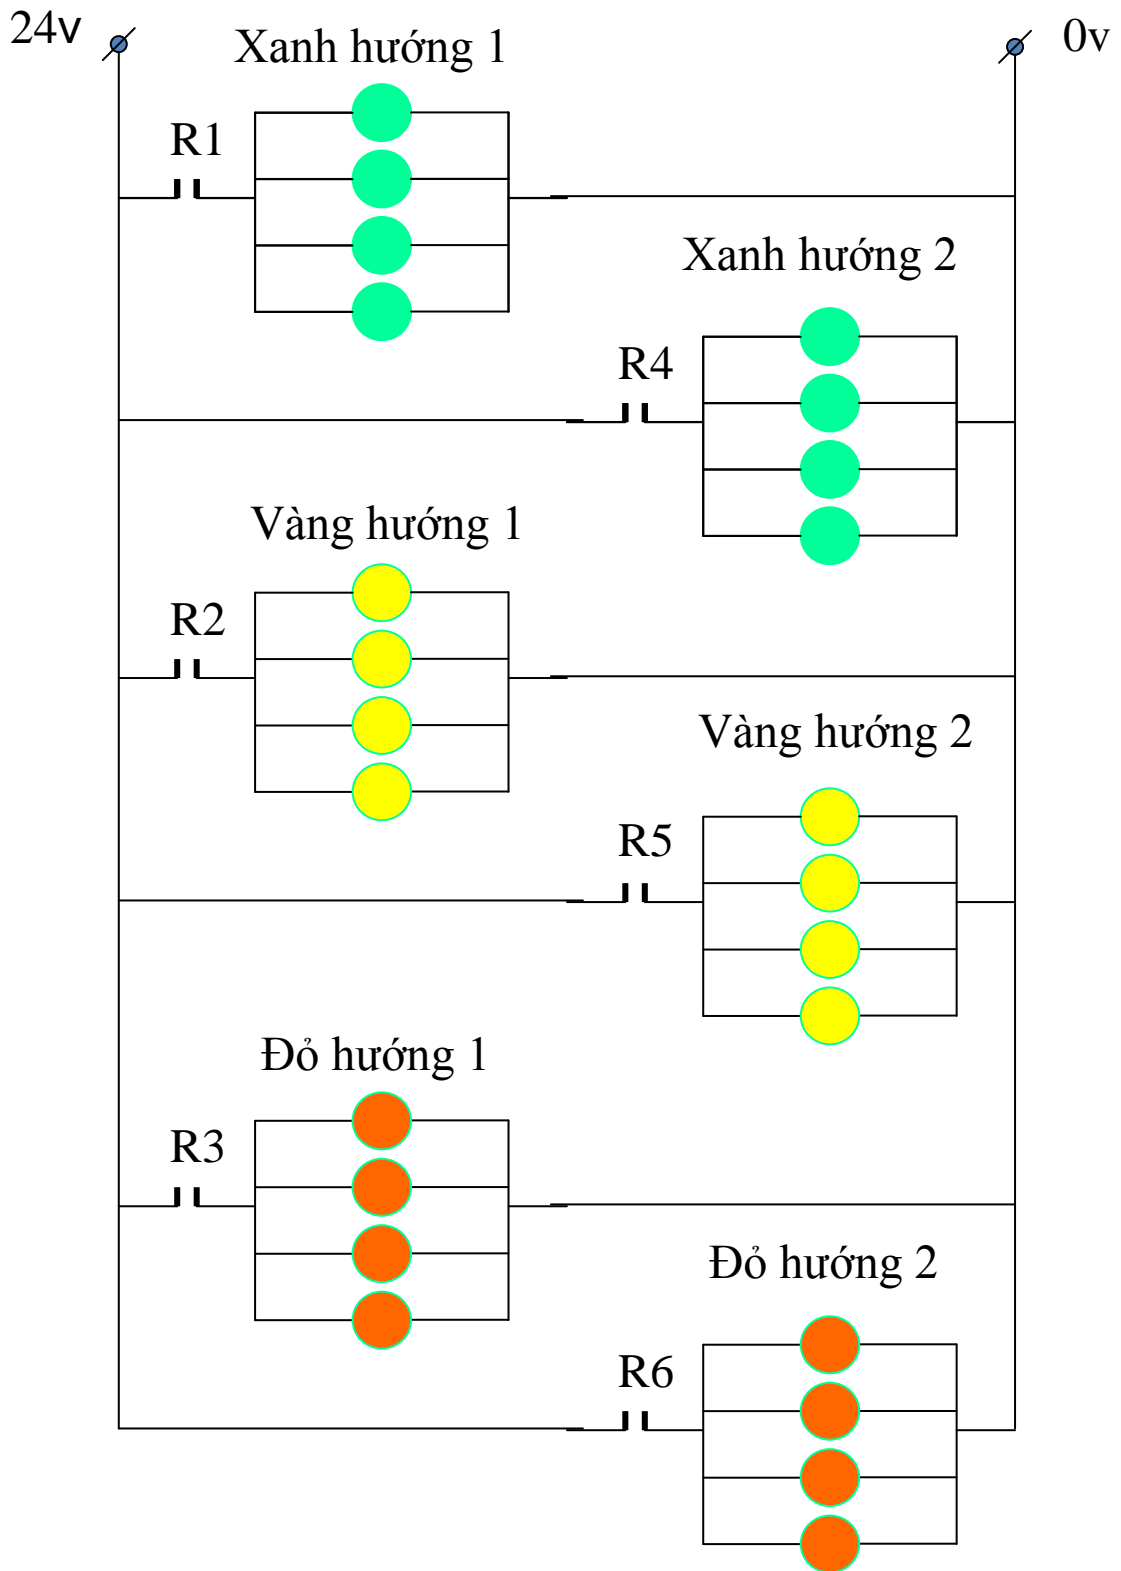 24v
0v
Xanh hướng 1
R1
Xanh hướng 2
R4
Vàng hướng 1
R2
Vàng hướng 2
R5
Đỏ hướng 1
R3
Đỏ hướng 2
R6